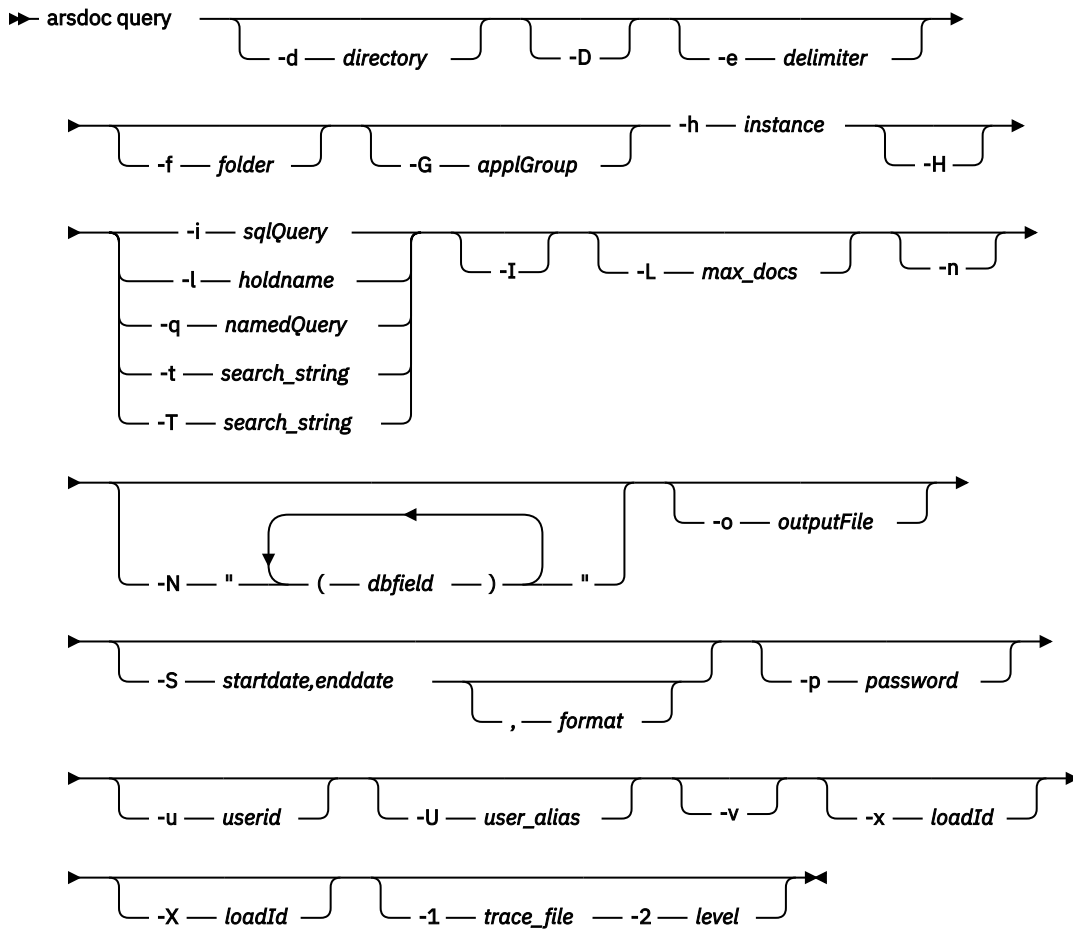 arsdoc query
-d directory -D -e delimiter
-h instance
-f folder -G applGroup -H
-i sqlQuery
-I -L max_docs -n
-l holdname
-q namedQuery
-t search_string
-T search_string
-o outputFile
-N " ( dbfield ) "
-S startdate,enddate -p password
, format
-u userid -U user_alias -v -x loadId
-X loadId -1 trace_file -2 level